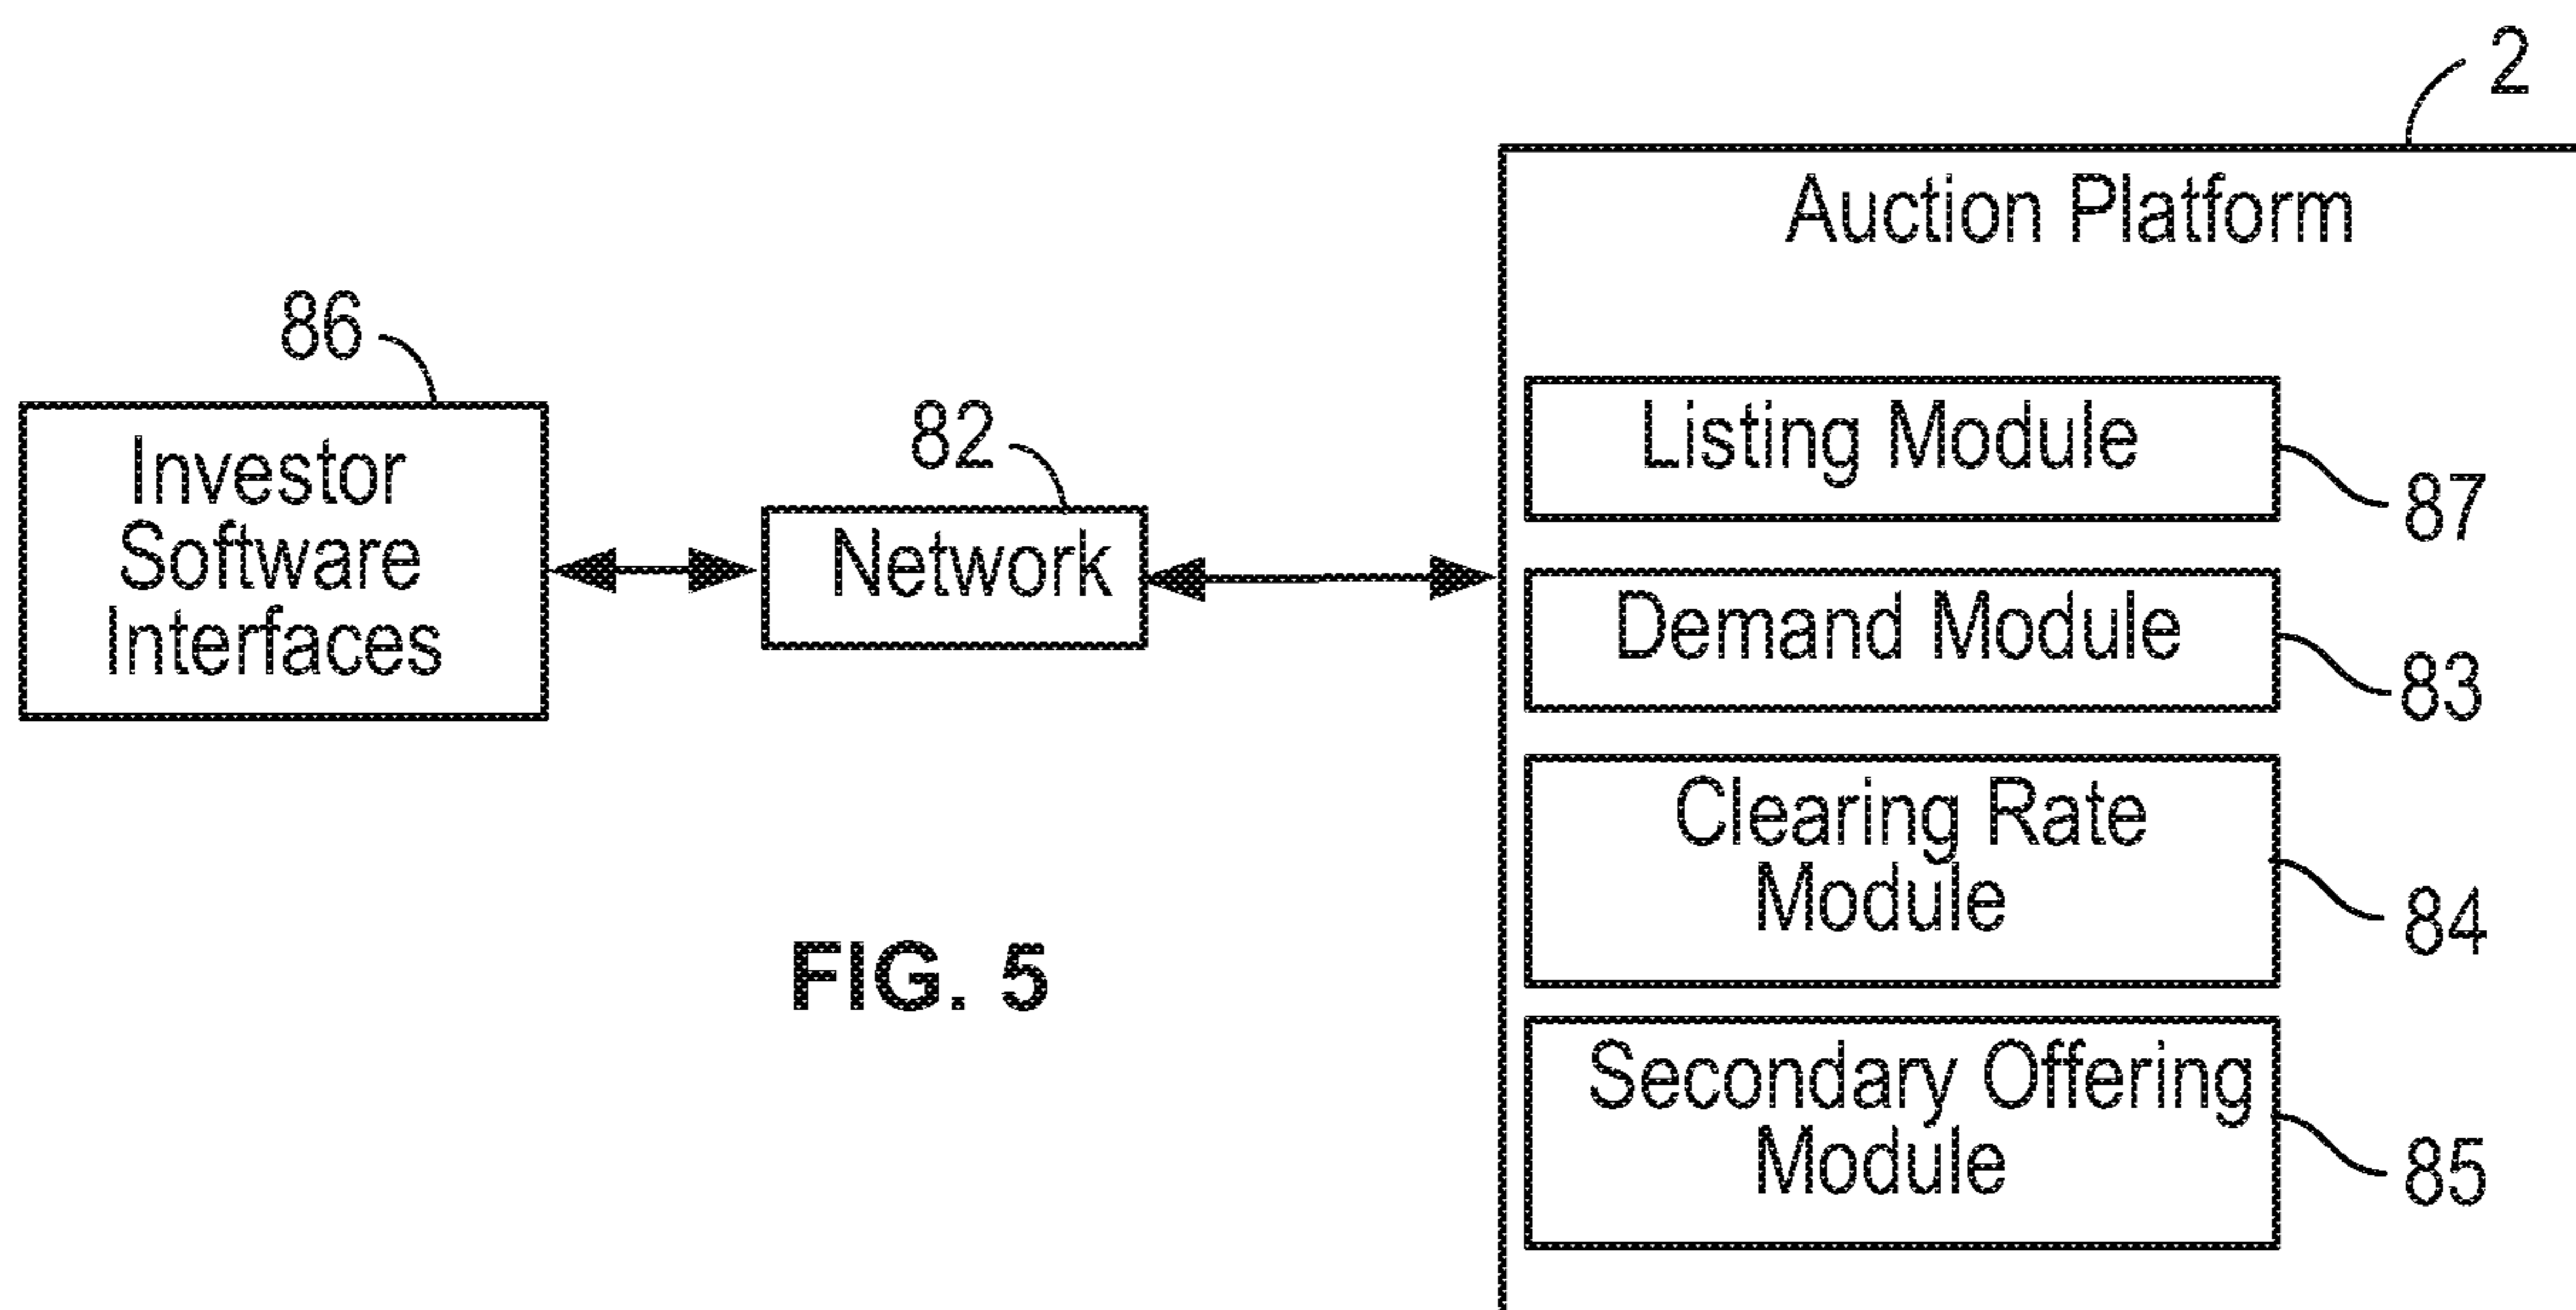 2
Auction Platform
86
Investor
Software
Interfaces
82
Network
Listing Module
87
Demand Module
83
Clearing Rate
Module
84
Secondary Offering
Module
85
FIG. 5